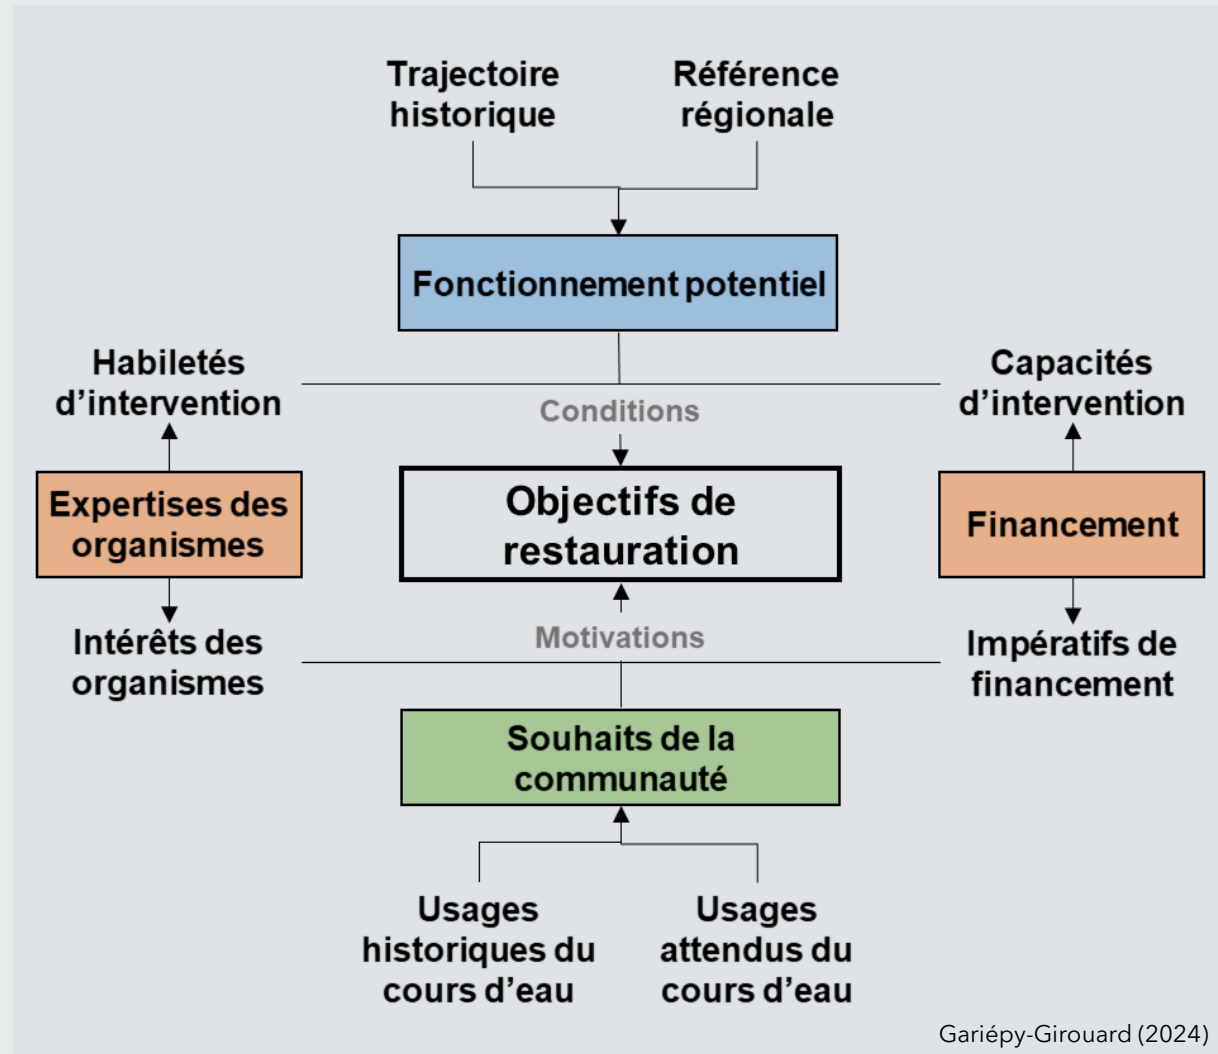 Trajectoire
historique
Référence
régionale
Fonctionnement potentiel
Habiletés
d’intervention
Capacités
d’intervention
Conditions
Expertises des
organismes
Objectifs de
restauration
Financement
Intérêts des
organismes
Motivations
Impératifs de
financement
Souhaits de la
communauté
Usages
historiques du
cours d’eau
Usages
attendus du
cours d’eau
Gariépy-Girouard (2024)